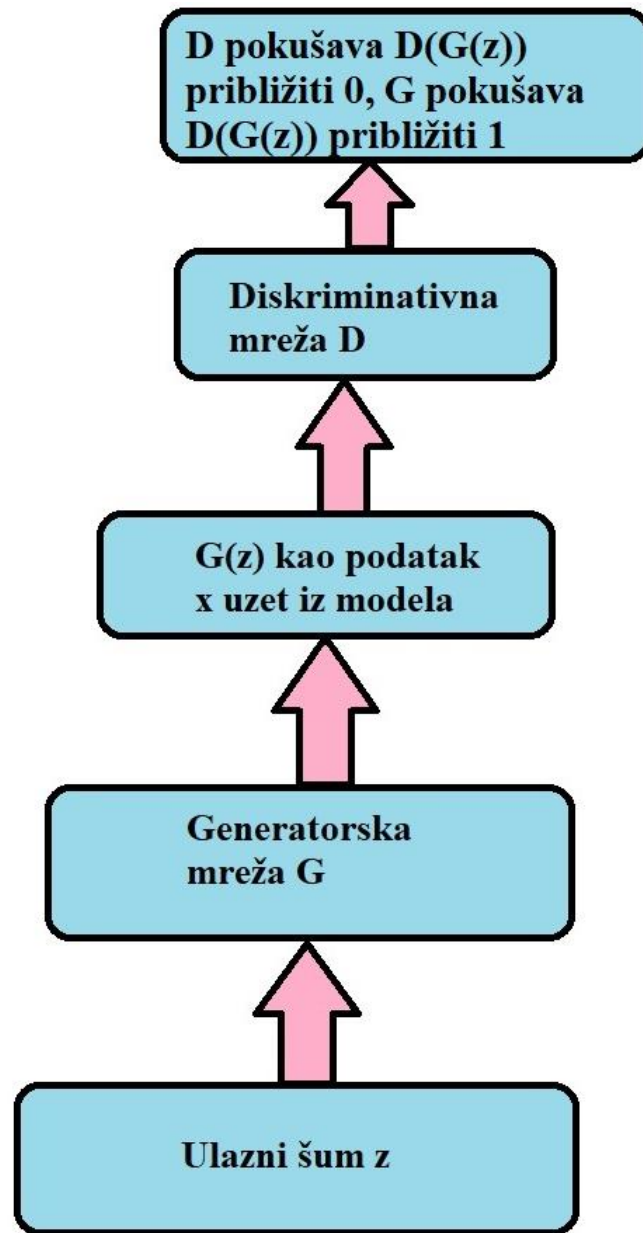 D pokušava D(G(z))
približiti 0, G pokušava
D(G(z)) približiti 1
Diskriminativna
mreža D
G(z) kao podatak
x uzet iz modela
Generatorska
mreža G
Ulazni šum z